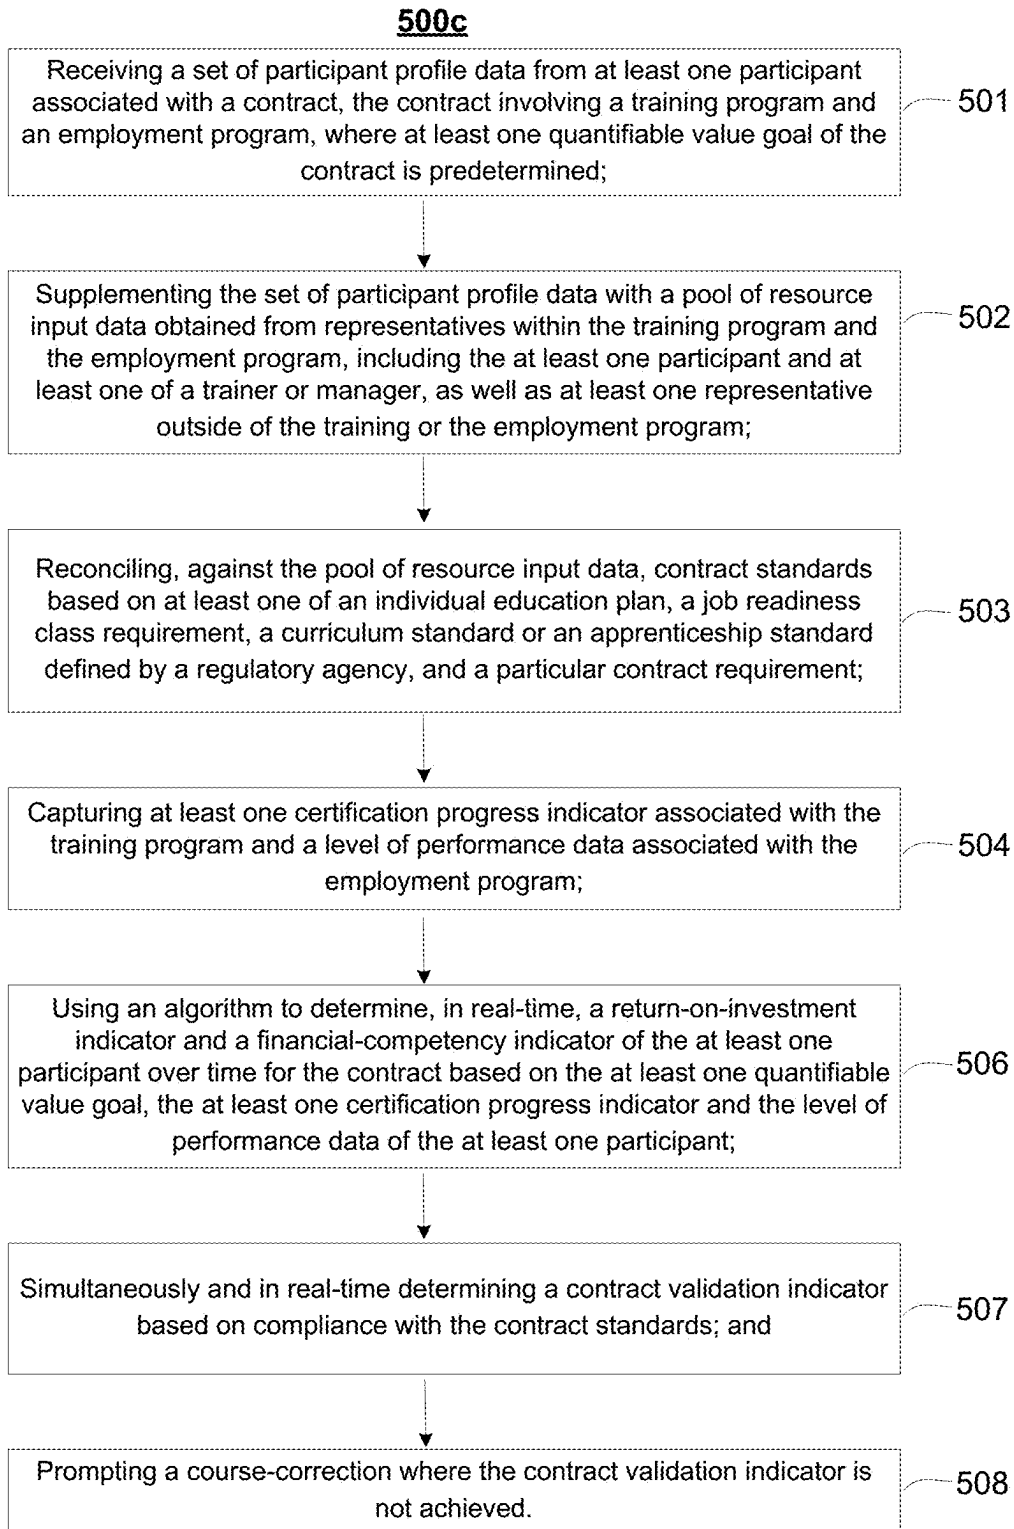 500c
Receiving a set of participant profile data from at least one participant
associated with a contract, the contract involving a training program and
an employment program, where at least one quantifiable value goal of the
contract is predetermined;
501
Supplementing the set of participant profile data with a pool of resource
input data obtained from representatives within the training program and
the employment program, including the at least one participant and at
least one of a trainer or manager, as well as at least one representative
outside of the training or the employment program;
502
Reconciling, against the pool of resource input data, contract standards
based on at least one of an individual education plan, a job readiness
class requirement, a curriculum standard or an apprenticeship standard
defined by a regulatory agency, and a particular contract requirement;
503
Capturing at least one certification progress indicator associated with the
training program and a level of performance data associated with the
employment program;
504
Using an algorithm to determine, in real-time, a return-on-investment
indicator and a financial-competency indicator of the at least one
participant over time for the contract based on the at least one quantifiable
value goal, the at least one certification progress indicator and the level of
performance data of the at least one participant;
506
Simultaneously and in real-time determining a contract validation indicator
based on compliance with the contract standards; and
507
Prompting a course-correction where the contract validation indicator is
not achieved.
508